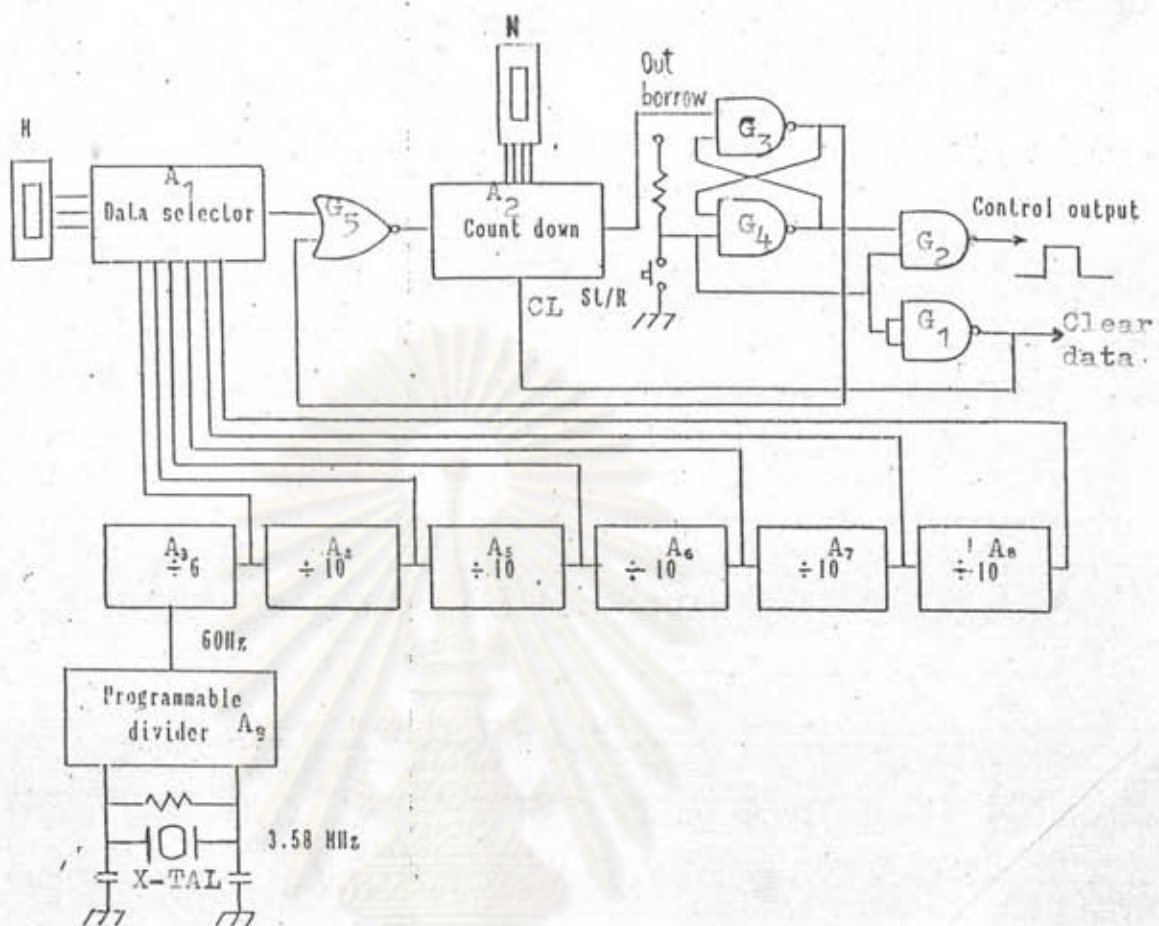 N
Out
borrow
M
A1
Data selector
G5
A2
Count down
G3
G4
G2
Control output
CL
St/R
G1
Clear
data
A3
÷6
A4
÷10
A5
÷10
A6
÷10
A7
÷10
A8
÷10
60Hz
Programmable
divider A9
3.58 MHz
X-TAL